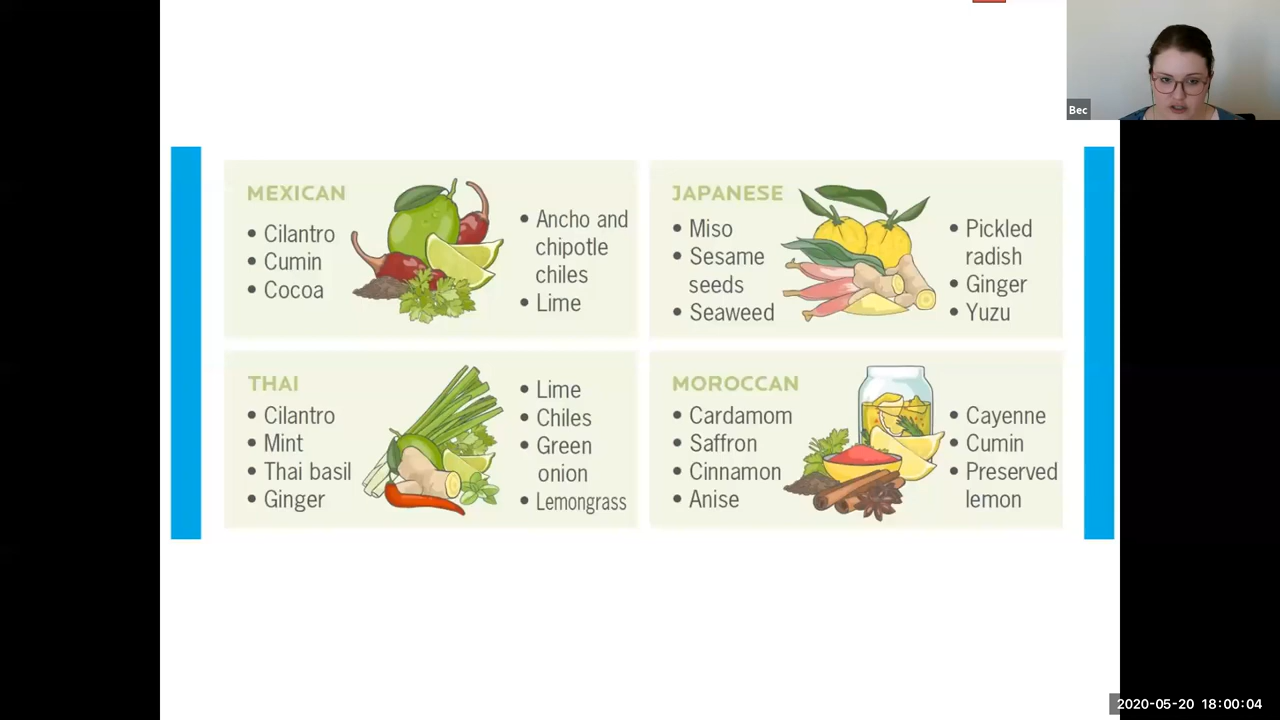 Bec
MEXICAN
• Cilantro
• Cumin
• Cocoa
• Ancho and
chipotle
chiles
• Lime
JAPANESE
• Miso
• Sesame
seeds
• Seaweed
• Pickled
radish
• Ginger
• Yuzu
THAI
• Cilantro
• Mint
• Thai basil
• Ginger
• Lime
• Chiles
• Green
onion
• Lemongrass
MOROCCAN
• Cardamom
• Saffron
• Cinnamon
• Anise
• Cayenne
• Cumin
• Preserved
lemon
2020-05-20 18:00:04